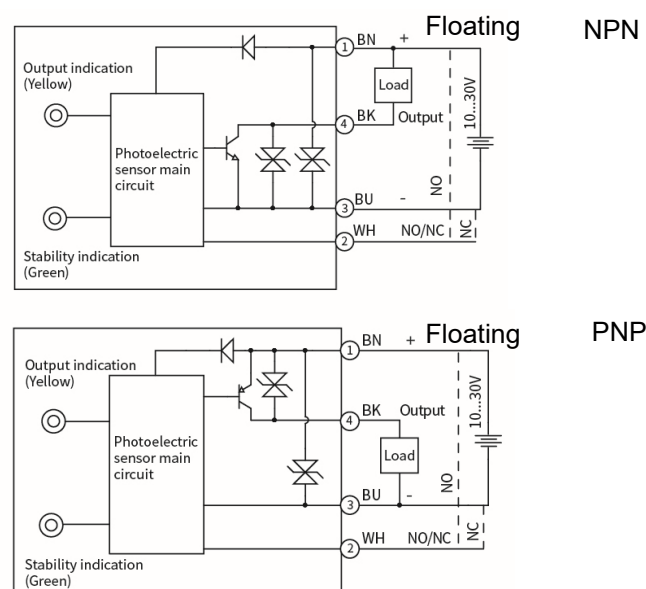 Floating NPN
1 BN +
Output indication
(Yellow)
Load
10...30V
4 BK Output
Photoelectric
sensor main
circuit
NO
3 BU -
2 WH NO/NC NC
Stability indication
(Green)
Floating PNP
1 BN +
Output indication
(Yellow)
10...30V
4 BK Output
Photoelectric
sensor main
circuit
Load
NO
3 BU -
2 WH NO/NC NC
Stability indication
(Green)